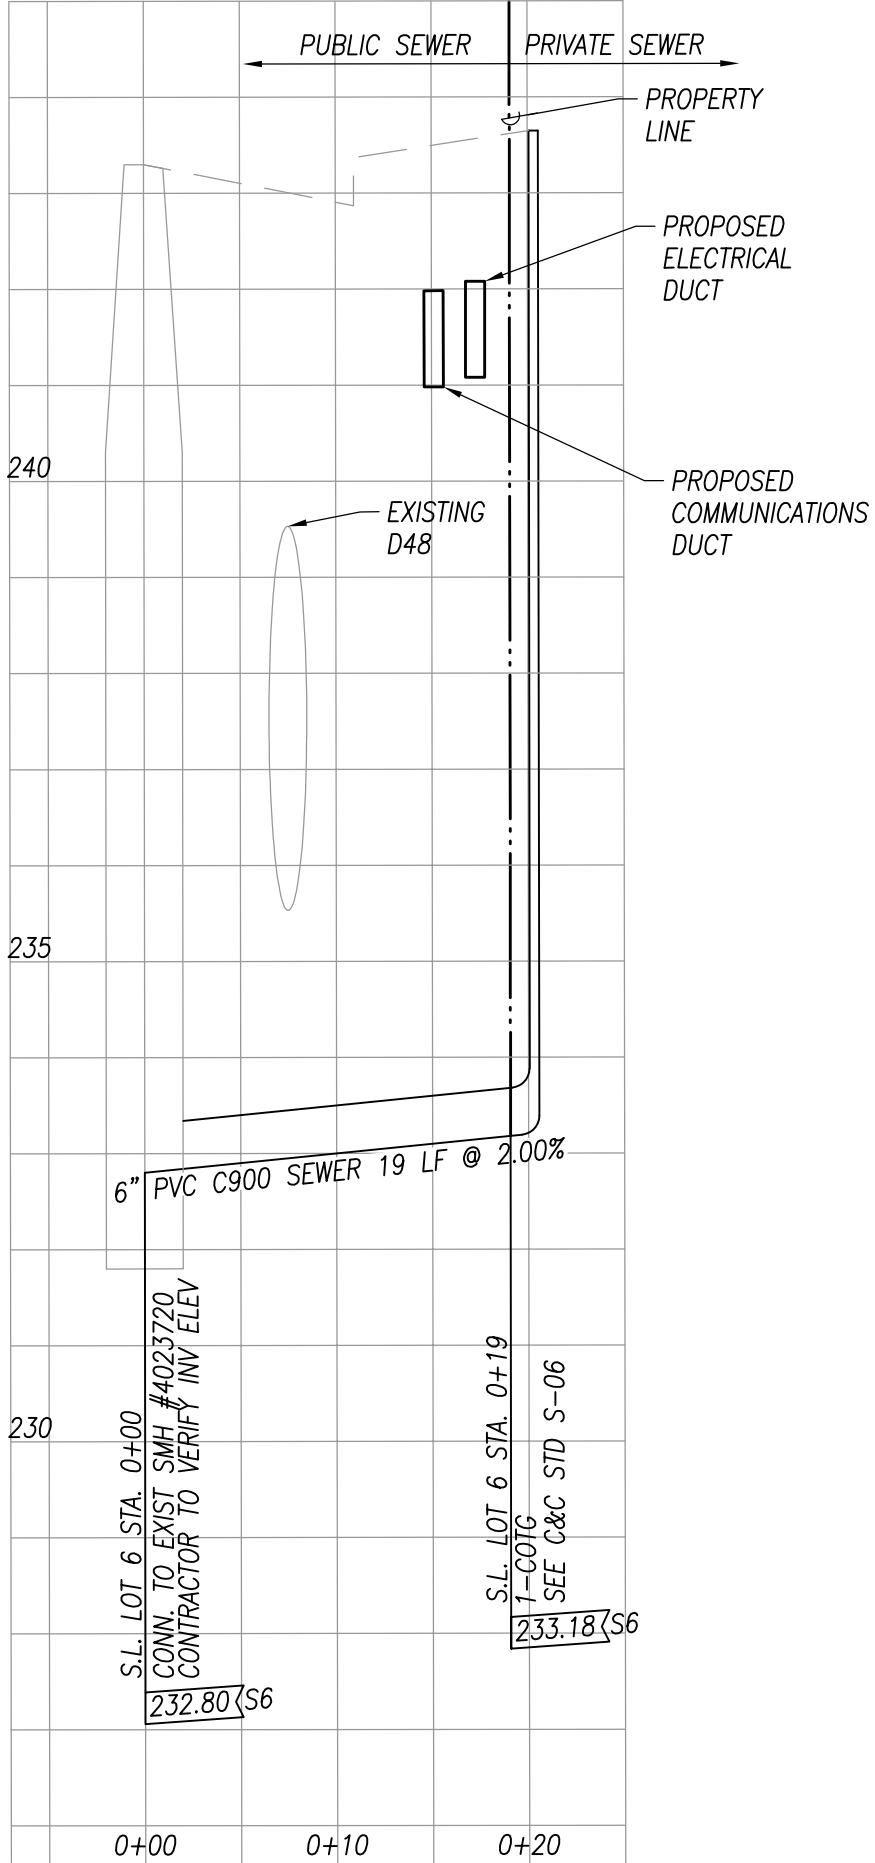 PUBLIC SEWER
PRIVATE SEWER
PROPERTY
LINE
PROPOSED
ELECTRICAL
DUCT
240
PROPOSED
COMMUNICATIONS
DUCT
EXISTING
D48
235
6" PVC C900 SEWER 19 LF @ 2.00%
230
S.L. LOT 6 STA. 0+00
CONN. TO EXIST SMH #4023720
CONTRACTOR TO VERIFY INV ELEV
S.L. LOT 6 STA. 0+19
1-COTG
SEE C&C STD S-06
233.18 S6
232.80 S6
0+00
0+10
0+20